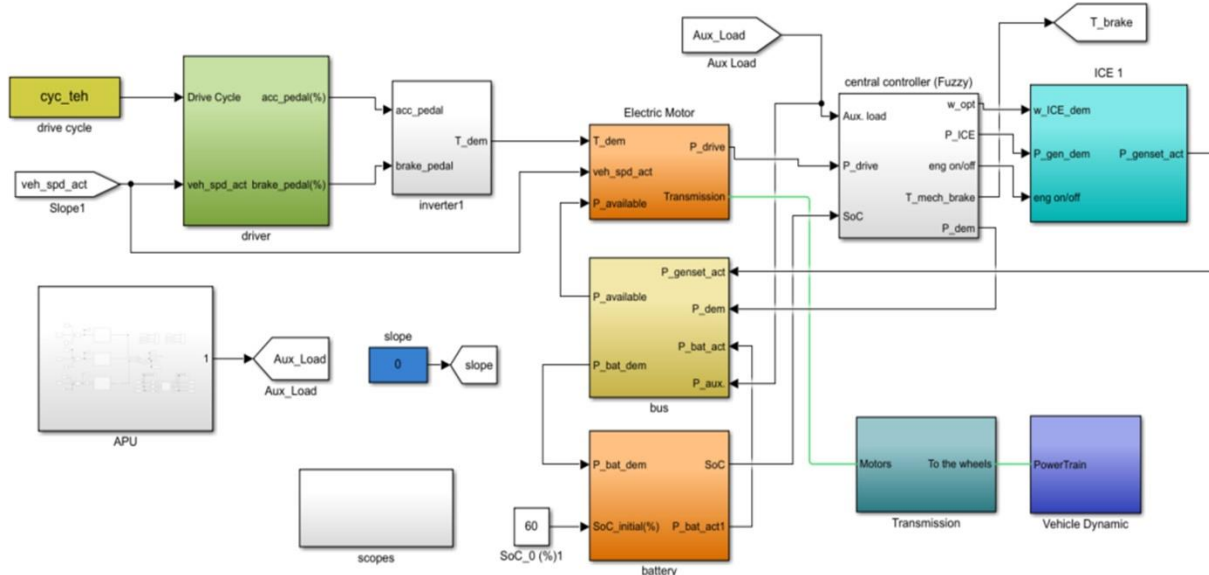 cyc_teh
drive cycle
veh_spd_act
Slope1
Drive Cycle
acc_pedal(%)
veh_spd_act
brake_pedal(%)
driver
acc_pedal
T_dem
brake_pedal
inverter1
Aux_Load
Aux Load
T_brake
Electric Motor
T_dem
P_drive
veh_spd_act
Transmission
P_available
central controller (Fuzzy)
Aux. load
w_opt
P_ICE
P_drive
eng on/off
T_mech_brake
SoC
P_dem
ICE 1
w_ICE_dem
P_gen_dem
P_genset_act
eng on/off
P_genset_act
P_available
P_dem
P_bat_act
P_bat_dem
P_aux.
bus
1
APU
Aux_Load
Aux_Load
slope
0
slope
scopes
P_bat_dem
SoC
60
SoC_initial(%)
P_bat_act1
SoC_0 (%)1
battery
Motors
To the wheels
Transmission
PowerTrain
Vehicle Dynamic